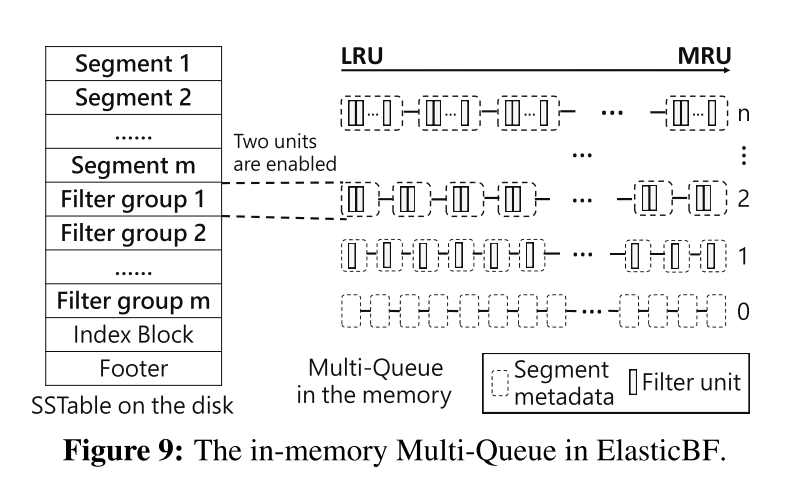 Segment 1
Segment 2
......
Segment m
Filter group 1
Filter group 2
......
Filter group m
Index Block
Footer
SSTable on the disk
Two units
are enabled
LRU
MRU
... ... ... ... ... n
... ⋮
... 2
... 1
... 0
Multi-Queue
in the memory
Segment
metadata
Filter unit
Figure 9: The in-memory Multi-Queue in ElasticBF.